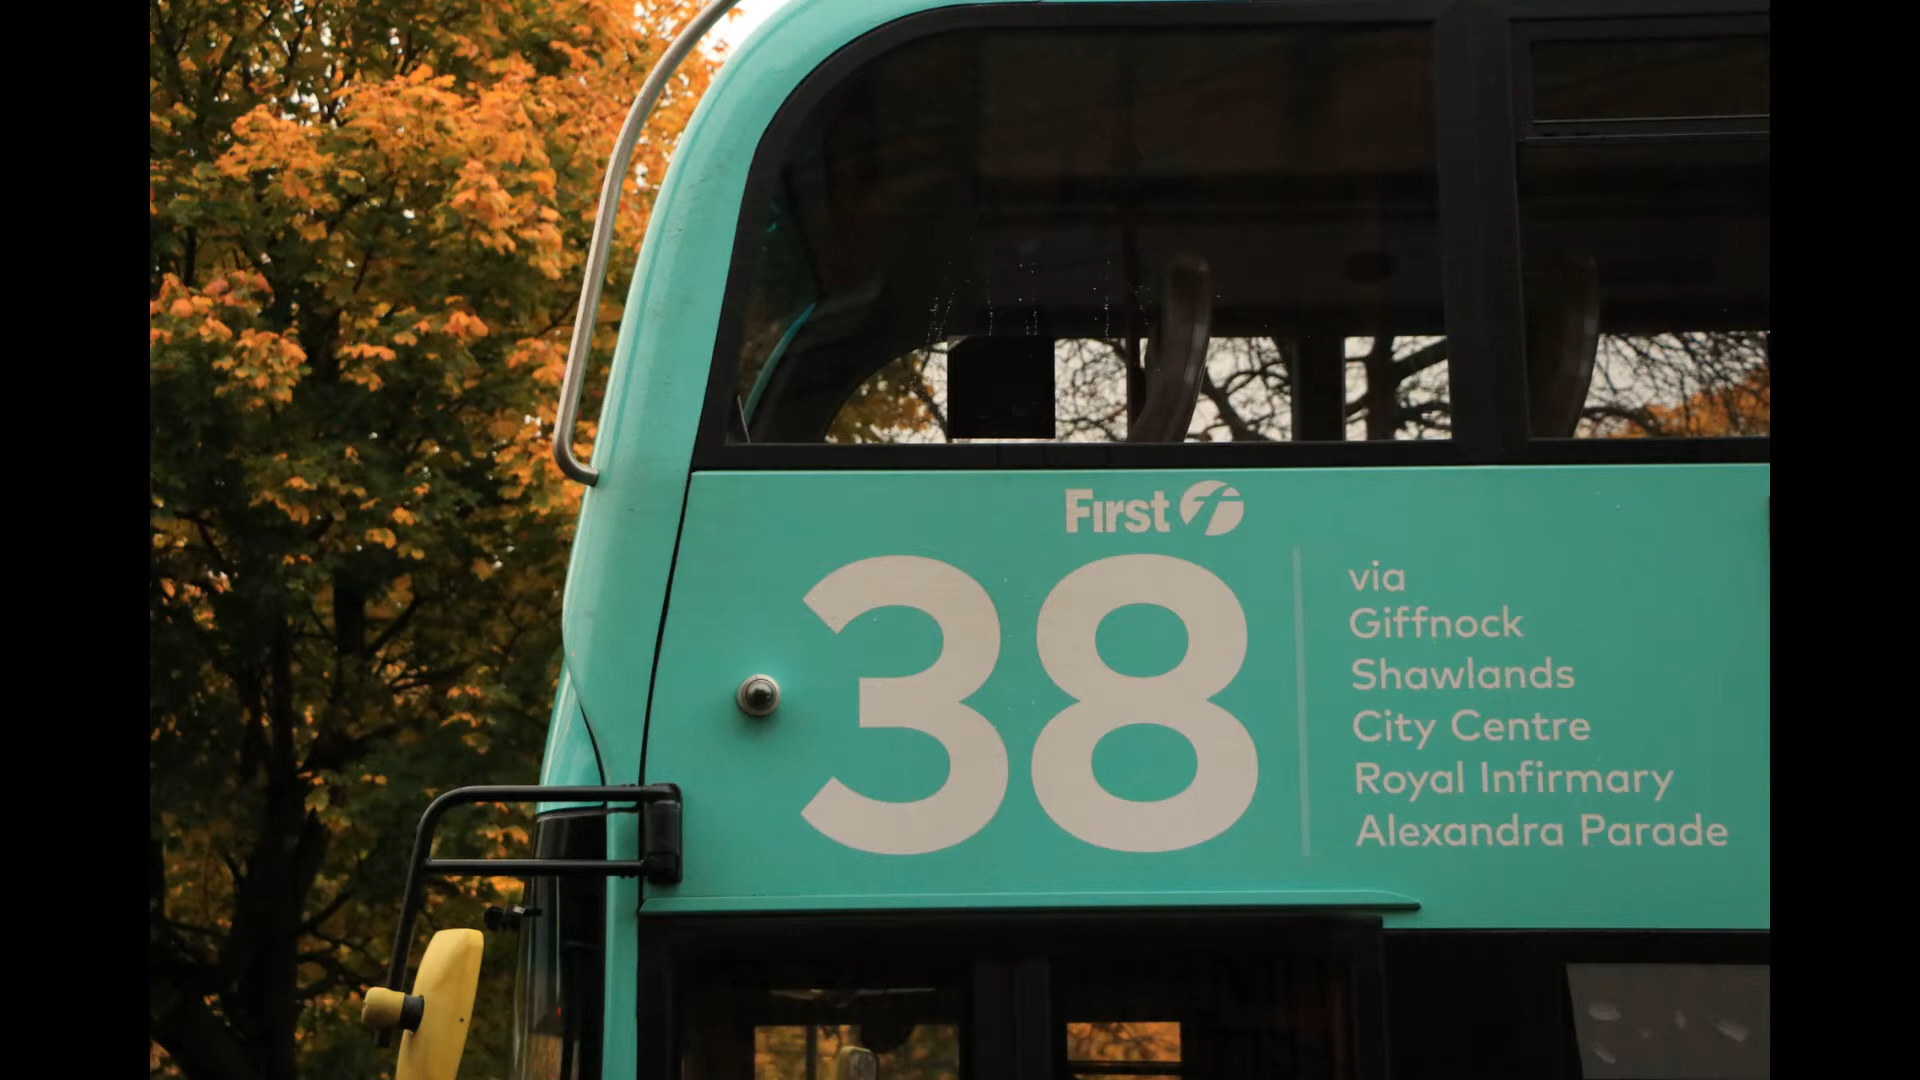 First
38
via
Giffnock
Shawlands
City Centre
Royal Infirmary
Alexandra Parade